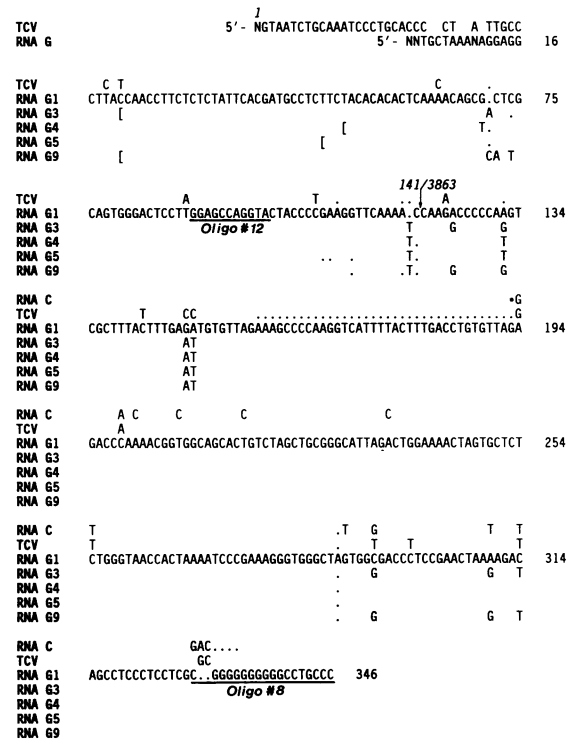 1
TCV 5'- NGTAATCTGCAAATCCCTGCACCC CT A TTGCC
RNA G 5'- NNTGCTAAANAGGAGG 16
TCV C T C .
RNA G1 CTTACCAACCTTCTCTCTATTCACGATGCCTCTTCTACACACACTCAAAACAGCG.CTCG 75
RNA G3 [ A .
RNA G4 [ T.
RNA G5 [ .
RNA G9 [ CA T
141/3863
TCV A T . .. A .
RNA G1 CAGTGGGACTCCTTGGAGCCAGGTACTACCCCGAAGGTTCAAAA.CCAAGACCCCCAAGT 134
Oligo #12
RNA G3 T G G
RNA G4 T. T
RNA G5 .. . T. T
RNA G9 . .T. G G
RNA C •G
TCV T CC .................................................G
RNA G1 CGCTTTACTTTGAGATGTGTTAGAAAGCCCCAAGGTCATTTTACTTTGACCTGTGTTAGA 194
RNA G3 AT
RNA G4 AT
RNA G5 AT
RNA G9 AT
RNA C A C C C C
TCV A
RNA G1 GACCCAAAACGGTGGCAGCACTGTCTAGCTGCGGGCATTAGACTGGAAAACTAGTGCTCT 254
RNA G3
RNA G4
RNA G5
RNA G9
RNA C T .T G T T
TCV T . T T T
RNA G1 CTGGGTAACCACTAAAATCCCGAAAGGGTGGGCTAGTGGCGACCCTCCGAACTAAAAGAC 314
RNA G3 . G G T
RNA G4 .
RNA G5 .
RNA G9 . G G T
RNA C GAC....
TCV GC
RNA G1 AGCCTCCCTCCTCGC..GGGGGGGGGGCCTGCCC 346
RNA G3 Oligo #8
RNA G4
RNA G5
RNA G9